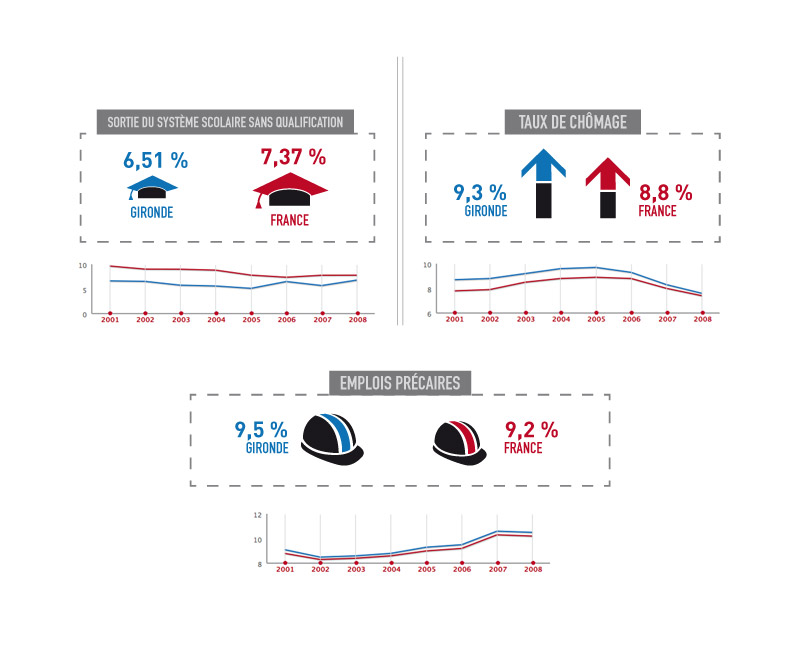 SORTIE DU SYSTÈME SCOLAIRE SANS QUALIFICATION
6,51 %
GIRONDE
7,37 %
FRANCE
10
5
0
2001 2002 2003 2004 2005 2006 2007 2008
TAUX DE CHÔMAGE
9,3 %
GIRONDE
8,8 %
FRANCE
10
8
6
2001 2002 2003 2004 2005 2006 2007 2008
EMPLOIS PRÉCAIRES
9,5 %
GIRONDE
9,2 %
FRANCE
12
10
8
2001 2002 2003 2004 2005 2006 2007 2008